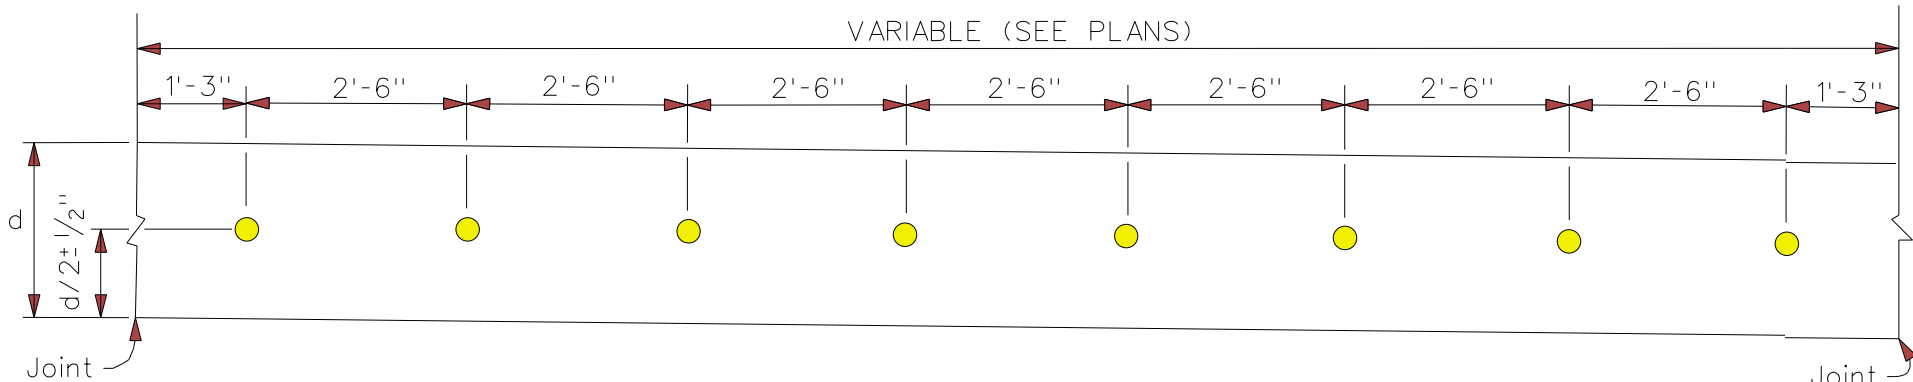 VARIABLE (SEE PLANS)
1'-3" 2'-6" 2'-6" 2'-6" 2'-6" 2'-6" 2'-6" 2'-6" 1'-3"
d
d/2±1/2"
Joint
Joint